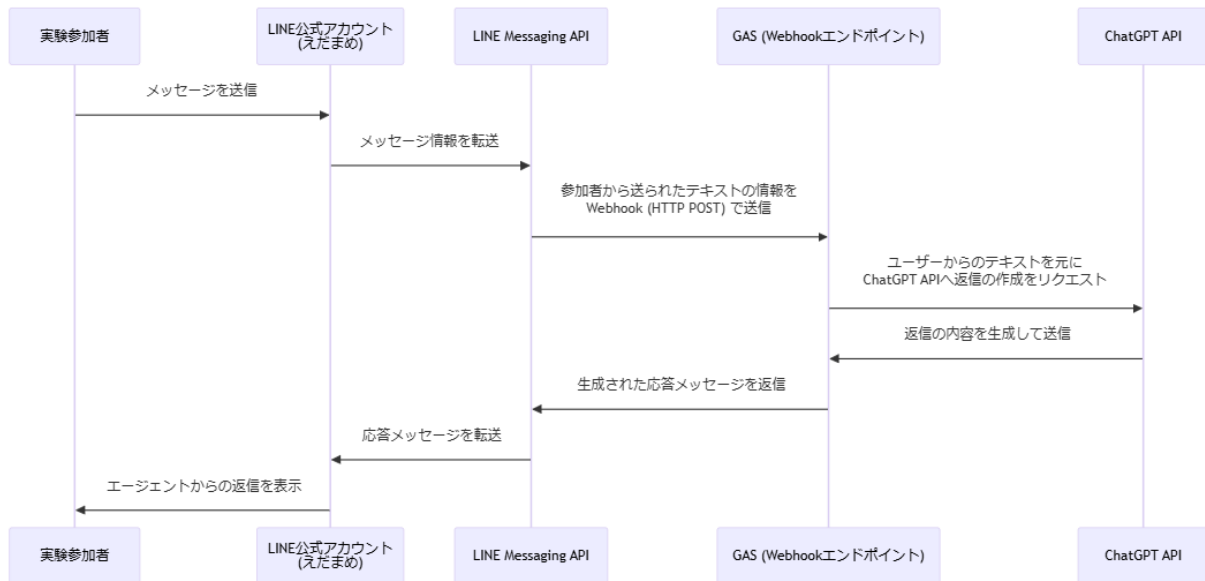 実験参加者
LINE公式アカウント
(えだまめ)
LINE Messaging API
GAS (Webhookエンドポイント)
ChatGPT API
メッセージを送信
メッセージ情報を転送
参加者から送られたテキストの情報を
Webhook (HTTP POST) で送信
ユーザーからのテキストを元に
ChatGPT APIへ返信の作成をリクエスト
返信の内容を生成して送信
生成された応答メッセージを返信
応答メッセージを転送
エージェントからの返信を表示
実験参加者
LINE公式アカウント
(えだまめ)
LINE Messaging API
GAS (Webhookエンドポイント)
ChatGPT API